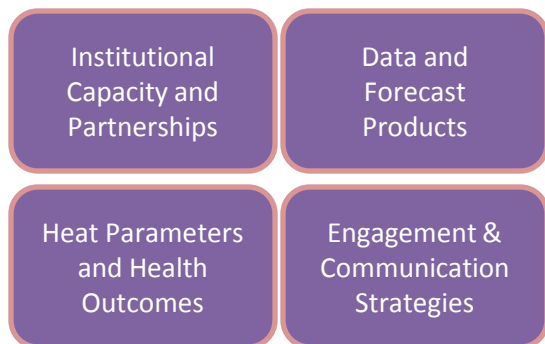 Institutional
Capacity and
Partnerships
Data and
Forecast
Products
Heat Parameters
and Health
Outcomes
Engagement &
Communication
Strategies